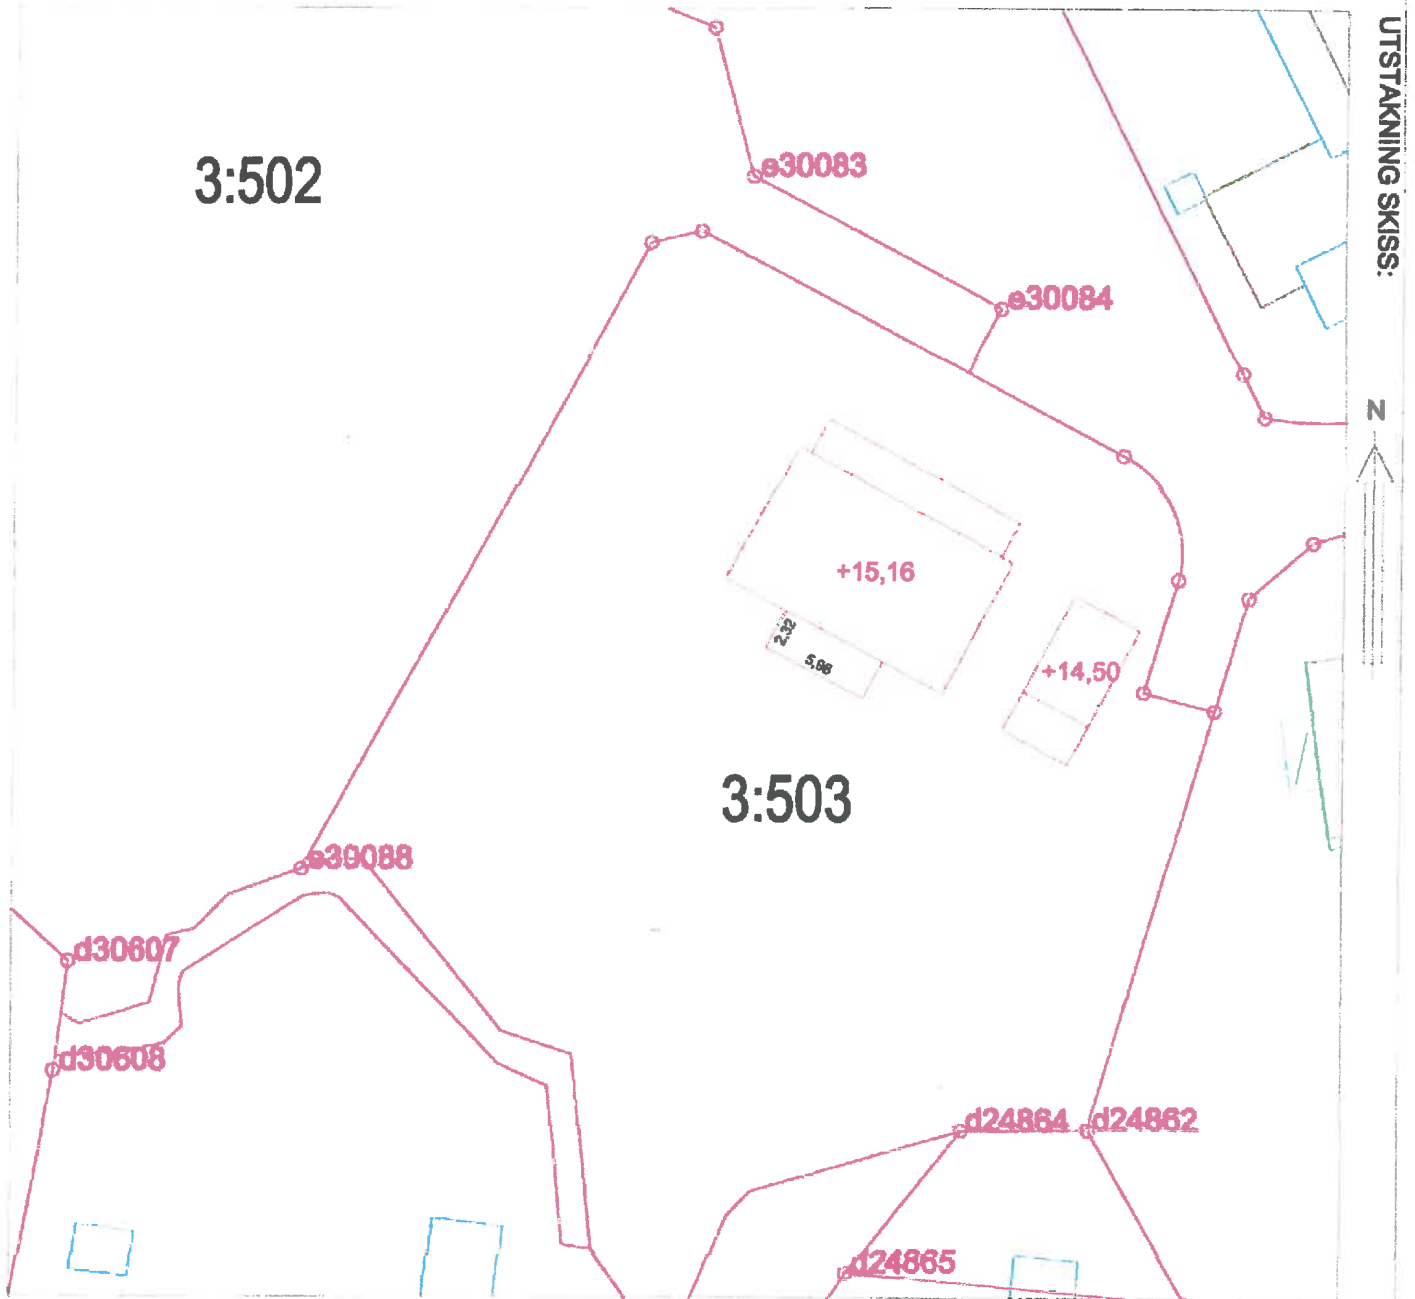 UTSTAKNING SKISS:
3:502
e30083
e30084
N
+15,16
2,32
5,96
+14,50
3:503
e30088
d30607
d30608
d24864
d24862
d24865